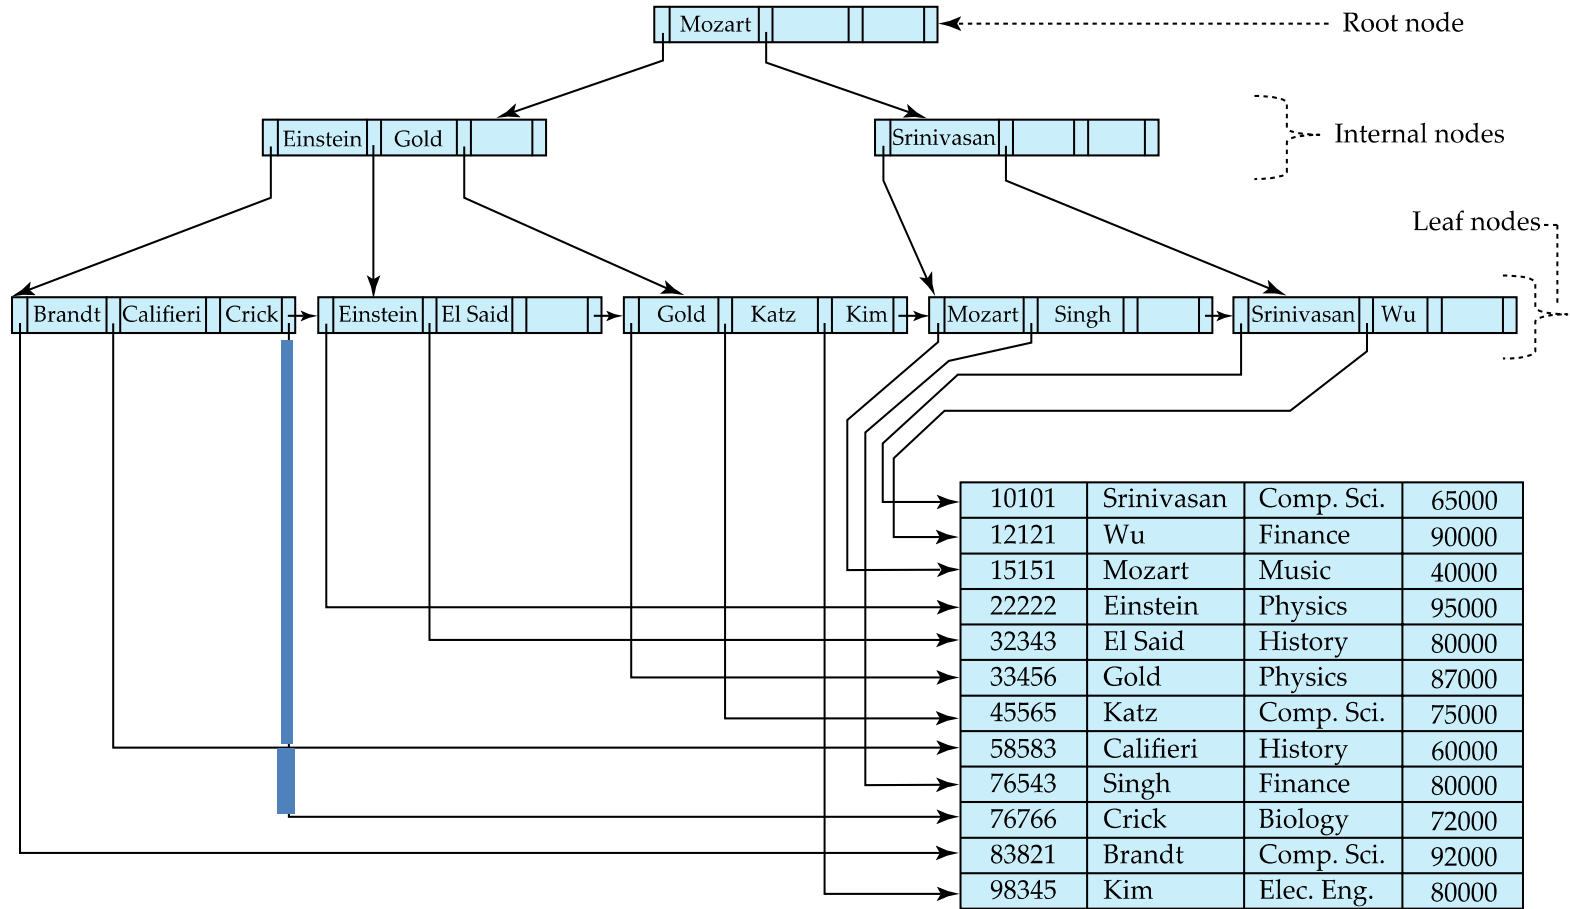 Mozart
Root node
Einstein Gold
Srinivasan
Internal nodes
Leaf nodes
Brandt Califieri Crick
Einstein El Said
Gold Katz Kim
Mozart Singh
Srinivasan Wu
10101 Srinivasan Comp. Sci. 65000
12121 Wu Finance 90000
15151 Mozart Music 40000
22222 Einstein Physics 95000
32343 El Said History 80000
33456 Gold Physics 87000
45565 Katz Comp. Sci. 75000
58583 Califieri History 60000
76543 Singh Finance 80000
76766 Crick Biology 72000
83821 Brandt Comp. Sci. 92000
98345 Kim Elec. Eng. 80000